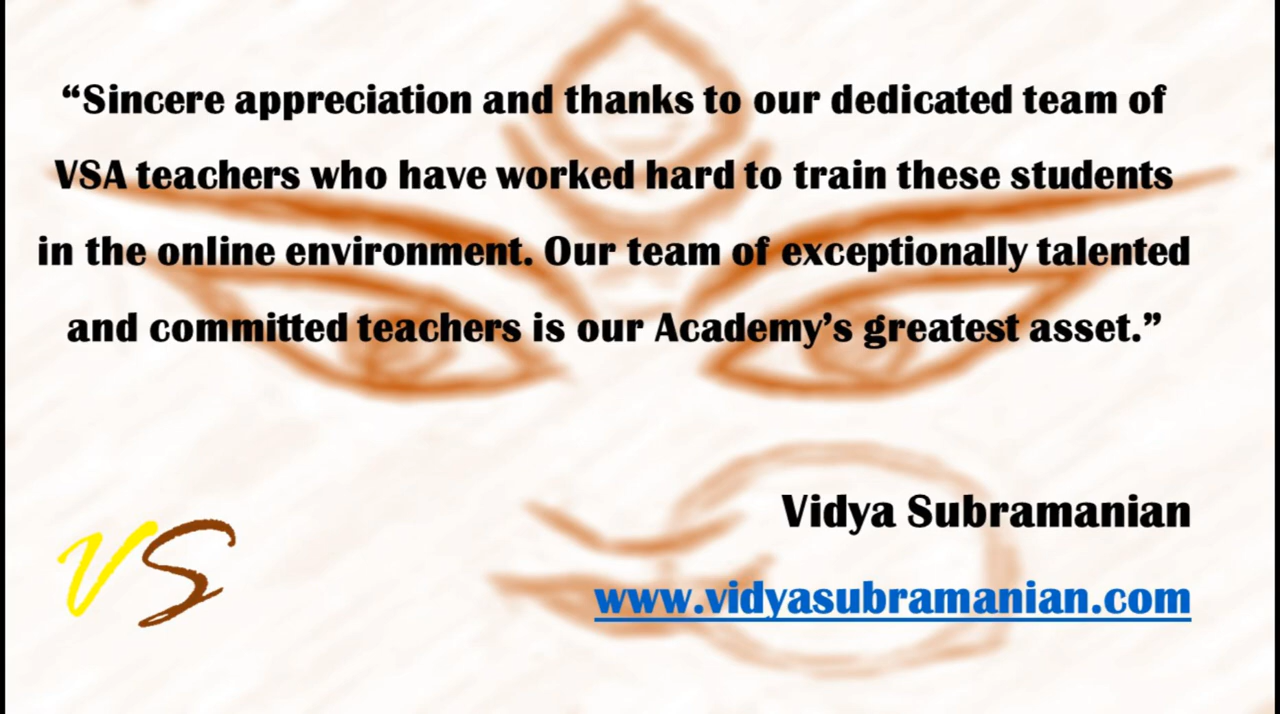 “Sincere appreciation and thanks to our dedicated team of
VSA teachers who have worked hard to train these students
in the online environment. Our team of exceptionally talented
and committed teachers is our Academy’s greatest asset.”
Vidya Subramanian
VS
www.vidyasubramanian.com